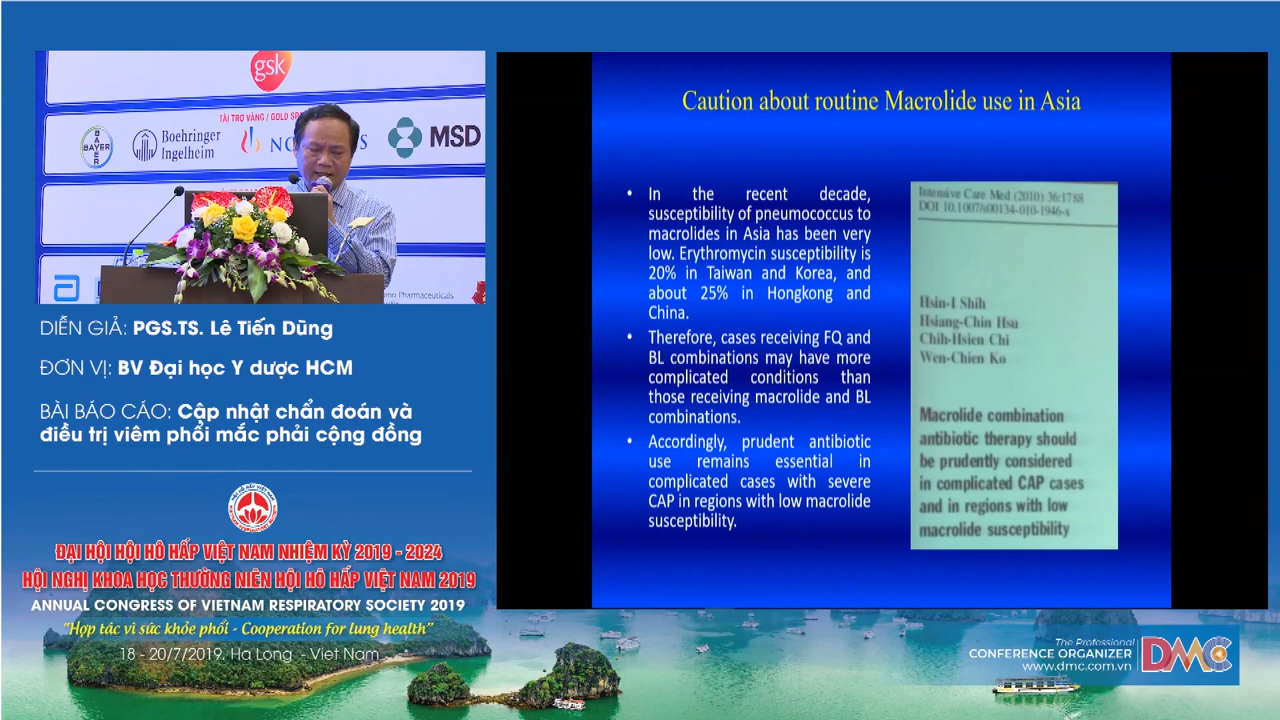 gsk
TÀI TRỢ VÀNG / GOLD
BAYER
BAYER
Boehringer
Ingelheim
MSD
Pharmaceuticals
DIỄN GIẢ: PGS.TS. Lê Tiến Dũng
ĐƠN VỊ: BV Đại học Y dược HCM
BÀI BÁO CÁO: Cập nhật chẩn đoán và
điều trị viêm phổi mắc phải cộng đồng
ĐẠI HỘI HỘI HÔ HẤP VIỆT NAM NHIỆM KỲ 2019 - 2024
HỘI NGHỊ KHOA HỌC THƯỜNG NIÊN HỘI HÔ HẤP VIỆT NAM 2019
ANNUAL CONGRESS OF VIETNAM RESPIRATORY SOCIETY 2019
"Hợp tác vì sức khỏe phổi - Cooperation for lung health"
18 - 20/7/2019. Ha Long - Viet Nam
Caution about routine Macrolide use in Asia
• In the recent decade,
susceptibility of pneumococcus to
macrolides in Asia has been very
low. Erythromycin susceptibility is
20% in Taiwan and Korea, and
about 25% in Hongkong and
China.
• Therefore, cases receiving FQ and
BL combinations may have more
complicated conditions than
those receiving macrolide and BL
combinations.
• Accordingly, prudent antibiotic
use remains essential in
complicated cases with severe
CAP in regions with low macrolide
susceptibility.
Intensive Care Med (2010) 36:1788
DOI 10.1007/s00134-010-1946-x
Hsin-I Shih
Hsiang-Chin Hsu
Chih-Hsien Chi
Wen-Chien Ko
Macrolide combination
antibiotic therapy should
be prudently considered
in complicated CAP cases
and in regions with low
macrolide susceptibility
The Professional
CONFERENCE ORGANIZER
www.dmc.com.vn
DMC